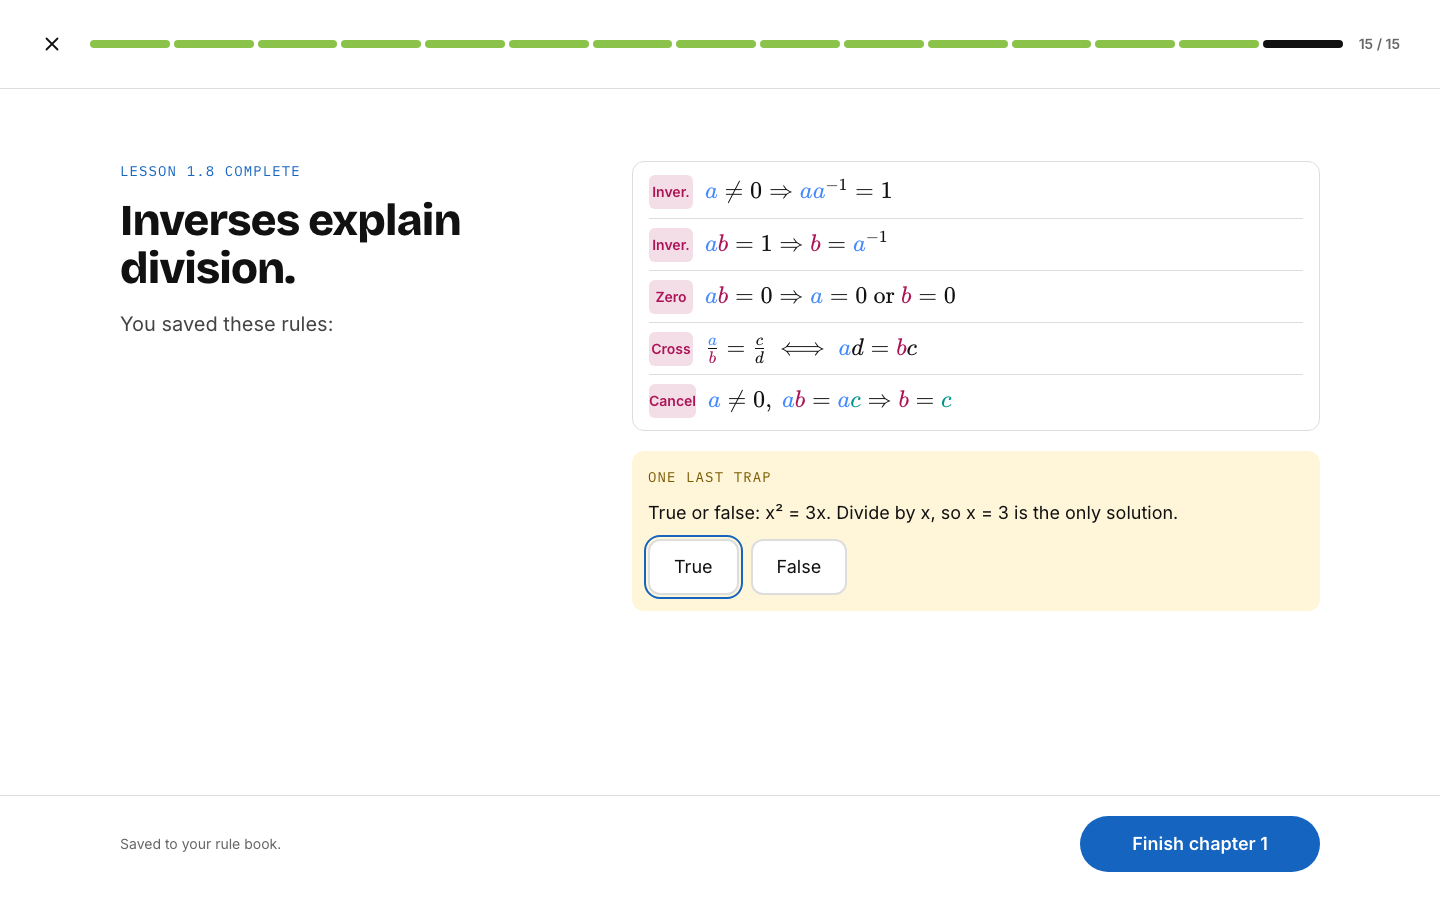 15 / 15
LESSON 1.8 COMPLETE
Inverses explain
division.
You saved these rules:
Inver. a ≠ 0 ⇒ aa⁻¹ = 1
Inver. ab = 1 ⇒ b = a⁻¹
Zero ab = 0 ⇒ a = 0 or b = 0
Cross a/b = c/d ⟺ ad = bc
Cancel a ≠ 0, ab = ac ⇒ b = c
ONE LAST TRAP
True or false: x² = 3x. Divide by x, so x = 3 is the only solution.
True False
Saved to your rule book.
Finish chapter 1